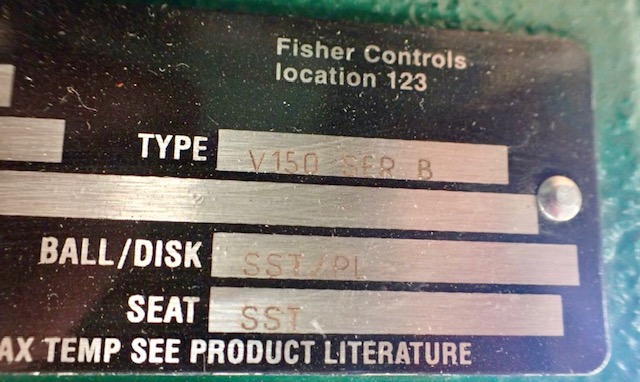 Fisher Controls
location 123
TYPE V150 SER B
BALL/DISK SST/PL
SEAT SST
AX TEMP SEE PRODUCT LITERATURE